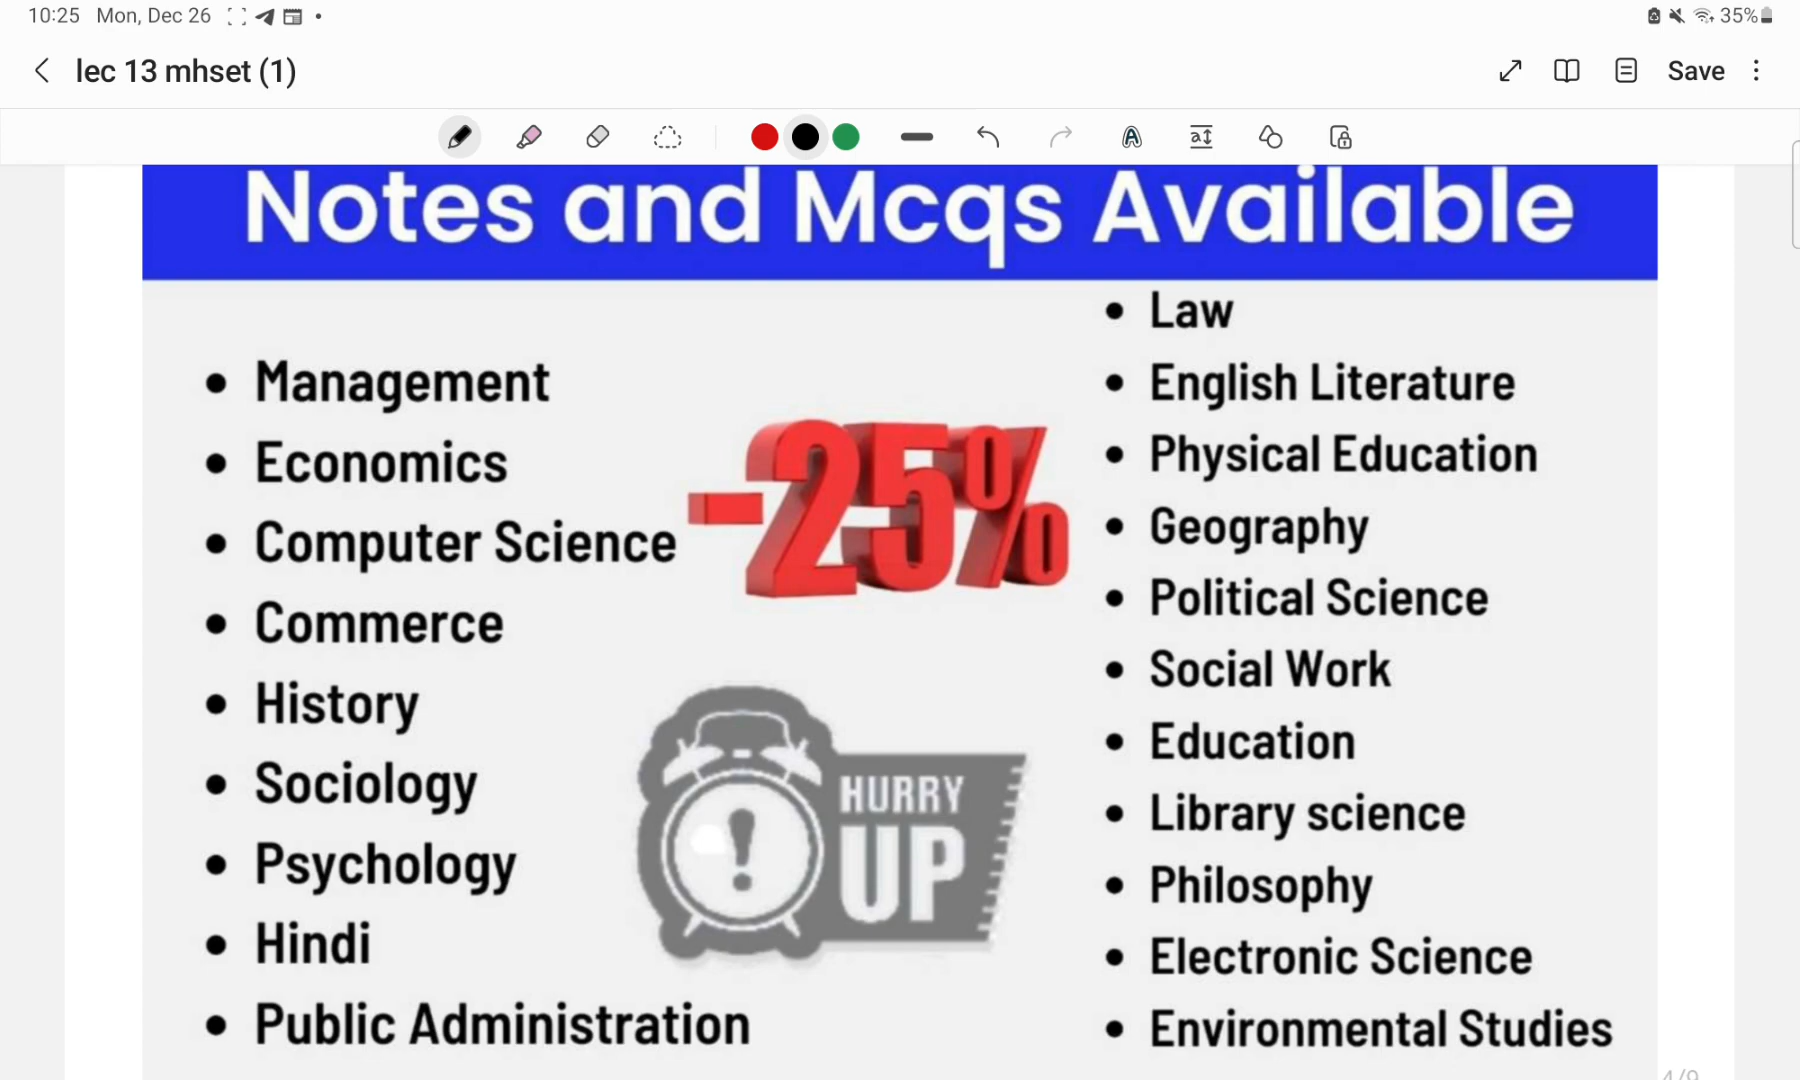 10:25 Mon, Dec 26
35%
lec 13 mhset (1)
Save
Notes and Mcqs Available
• Management
• Economics
• Computer Science
• Commerce
• History
• Sociology
• Psychology
• Hindi
• Public Administration
-25%
HURRY
UP
• Law
• English Literature
• Physical Education
• Geography
• Political Science
• Social Work
• Education
• Library science
• Philosophy
• Electronic Science
• Environmental Studies
4/9